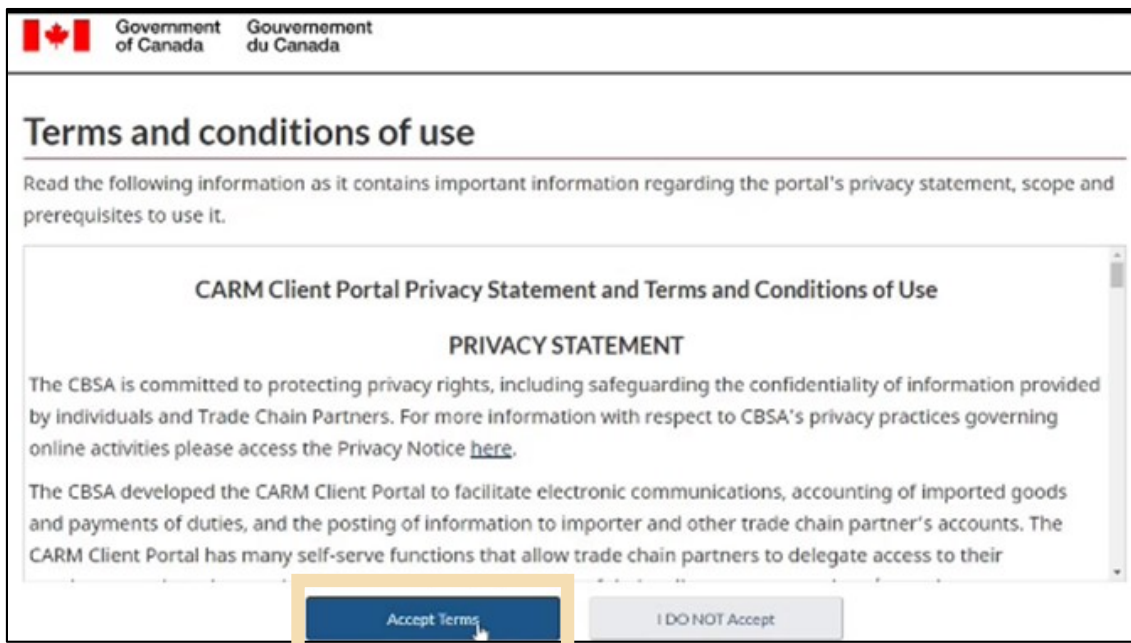 Government Gouvernement
of Canada du Canada
Terms and conditions of use
Read the following information as it contains important information regarding the portal's privacy statement, scope and
prerequisites to use it.
CARM Client Portal Privacy Statement and Terms and Conditions of Use
PRIVACY STATEMENT
The CBSA is committed to protecting privacy rights, including safeguarding the confidentiality of information provided
by individuals and Trade Chain Partners. For more information with respect to CBSA's privacy practices governing
online activities please access the Privacy Notice here.
The CBSA developed the CARM Client Portal to facilitate electronic communications, accounting of imported goods
and payments of duties, and the posting of information to importer and other trade chain partner's accounts. The
CARM Client Portal has many self-serve functions that allow trade chain partners to delegate access to their
Accept Terms I DO NOT Accept